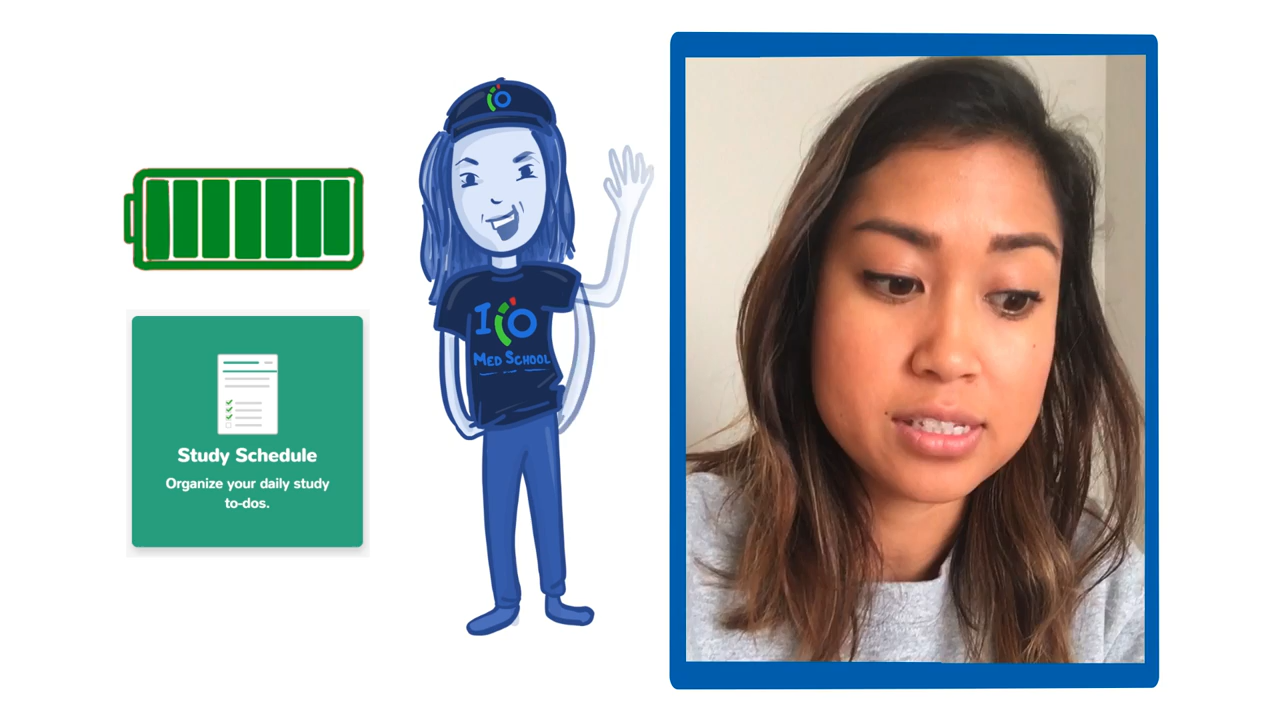 I
MED SCHOOL
Study Schedule
Organize your daily study
to-dos.